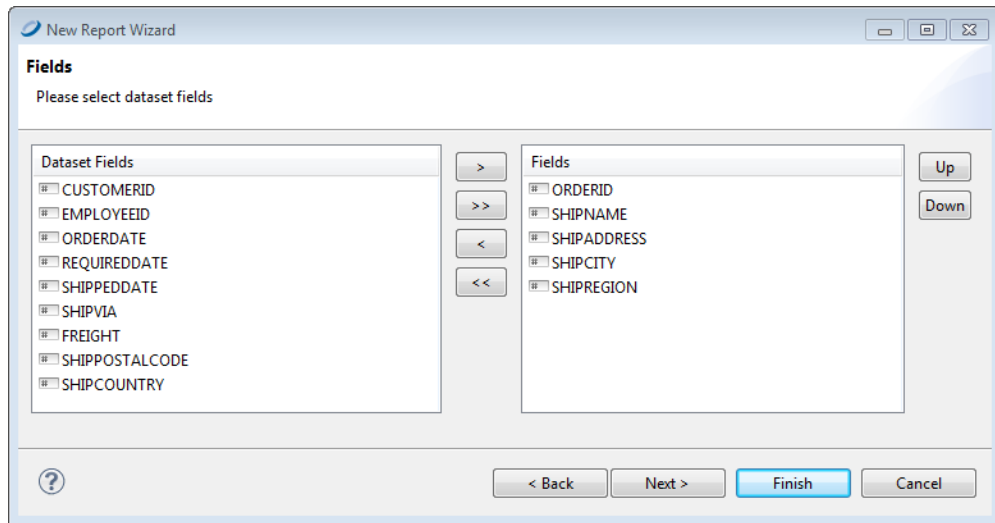 New Report Wizard
Fields
Please select dataset fields
Dataset Fields
CUSTOMERID
EMPLOYEEID
ORDERDATE
REQUIREDDATE
SHIPPEDDATE
SHIPVIA
FREIGHT
SHIPPOSTALCODE
SHIPCOUNTRY
>
>>
<
<<
Fields
ORDERID
SHIPNAME
SHIPADDRESS
SHIPCITY
SHIPREGION
Up
Down
?
< Back
Next >
Finish
Cancel